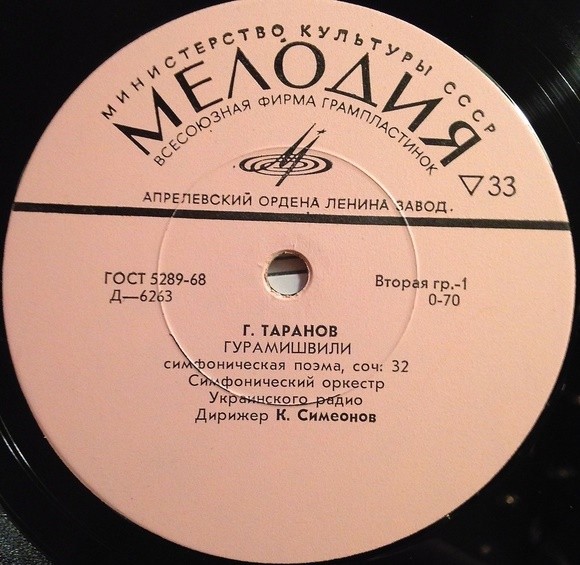 МИНИСТЕРСТВО КУЛЬТУРЫ СССР
МЕЛОДИЯ
ВСЕСОЮЗНАЯ ФИРМА ГРАМПЛАСТИНОК
▽33
АПРЕЛЕВСКИЙ ОРДЕНА ЛЕНИНА ЗАВОД.
ГОСТ 5289-68
Д—6263
Вторая гр.-1
0-70
Г. ТАРАНОВ
ГУРАМИШВИЛИ
симфоническая поэма, соч: 32
Симфонический оркестр
Украинского радио
Дирижер К. Симеонов